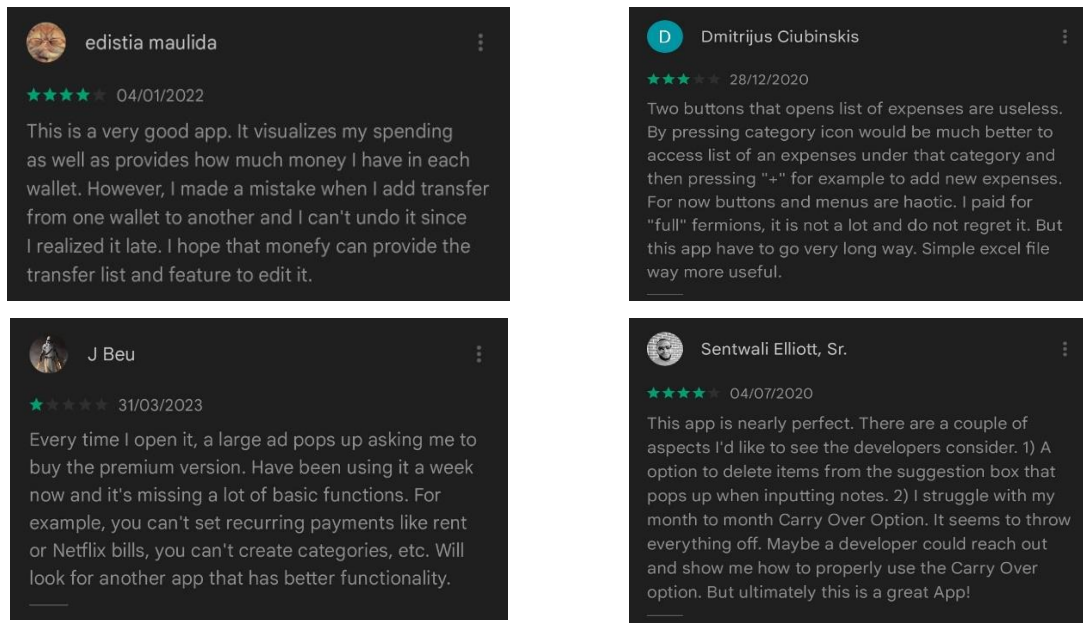 edistia maulida
04/01/2022
This is a very good app. It visualizes my spending
as well as provides how much money I have in each
wallet. However, I made a mistake when I add transfer
from one wallet to another and I can't undo it since
I realized it late. I hope that monefy can provide the
transfer list and feature to edit it.
D
Dmitrijus Ciubinskis
28/12/2020
Two buttons that opens list of expenses are useless.
By pressing category icon would be much better to
access list of an expenses under that category and
then pressing "+" for example to add new expenses.
For now buttons and menus are haotic. I paid for
"full" fermions, it is not a lot and do not regret it. But
this app have to go very long way. Simple excel file
way more useful.
J Beu
31/03/2023
Every time I open it, a large ad pops up asking me to
buy the premium version. Have been using it a week
now and it's missing a lot of basic functions. For
example, you can't set recurring payments like rent
or Netflix bills, you can't create categories, etc. Will
look for another app that has better functionality.
Sentwali Elliott, Sr.
04/07/2020
This app is nearly perfect. There are a couple of
aspects I'd like to see the developers consider. 1) A
option to delete items from the suggestion box that
pops up when inputting notes. 2) I struggle with my
month to month Carry Over Option. It seems to throw
everything off. Maybe a developer could reach out
and show me how to properly use the Carry Over
option. But ultimately this is a great App!